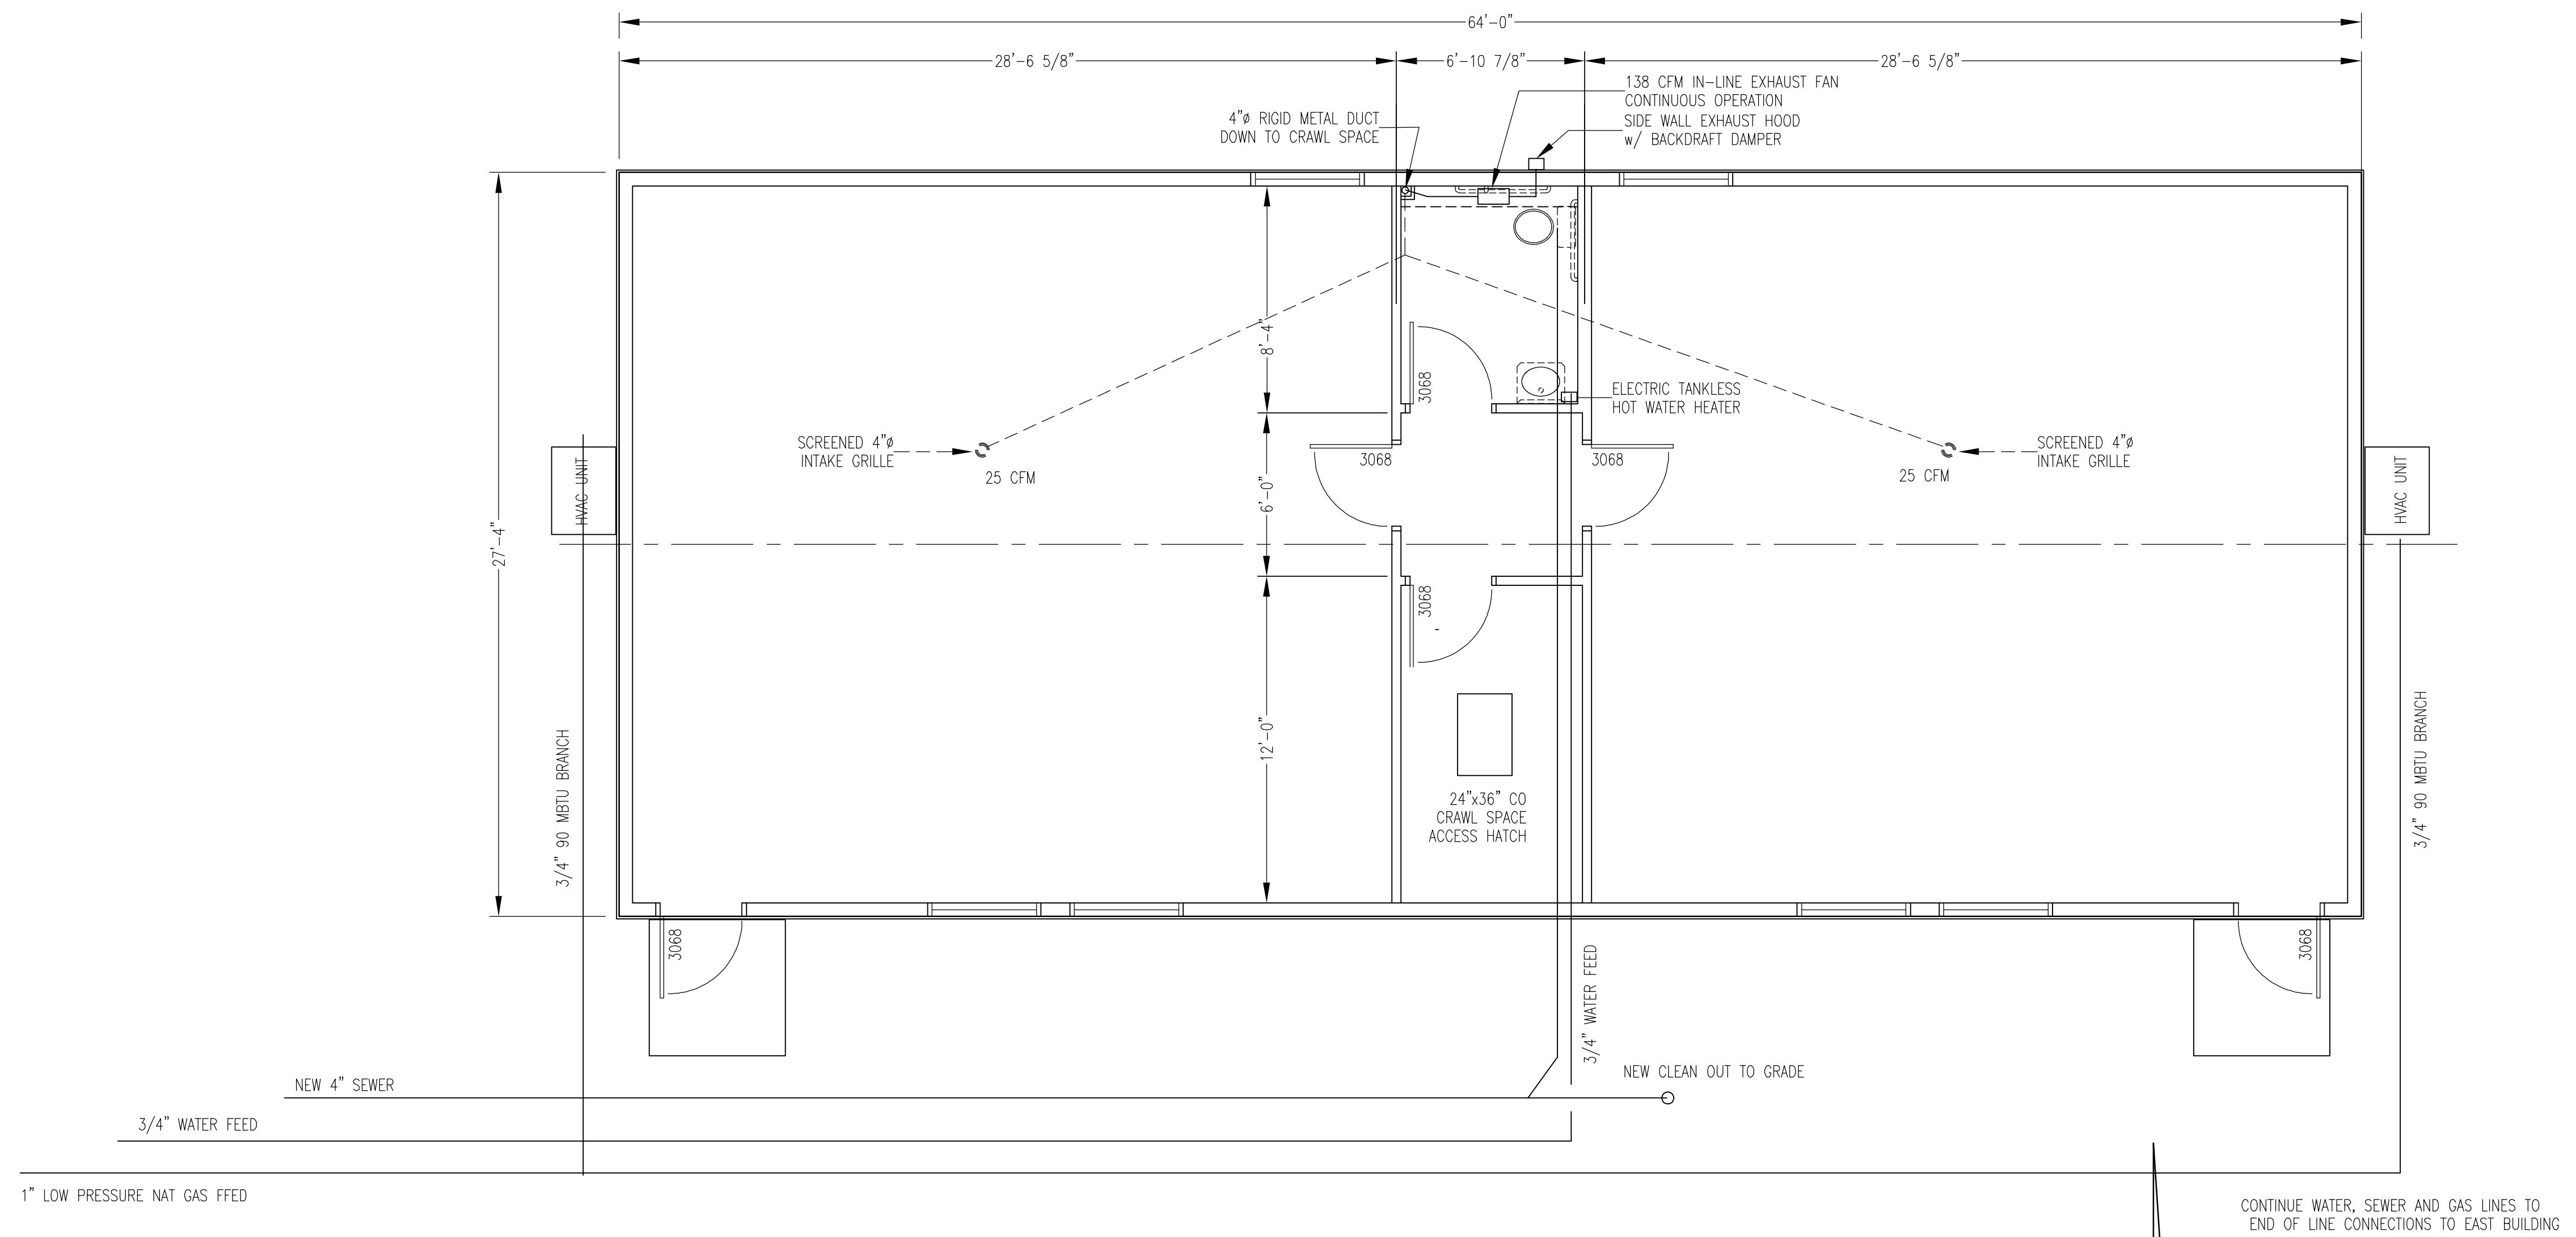 64'-0"
28'-6 5/8"
6'-10 7/8"
28'-6 5/8"
138 CFM IN-LINE EXHAUST FAN
CONTINUOUS OPERATION
SIDE WALL EXHAUST HOOD
w/ BACKDRAFT DAMPER
4"ø RIGID METAL DUCT
DOWN TO CRAWL SPACE
8'-4"
3068
ELECTRIC TANKLESS
HOT WATER HEATER
SCREENED 4"ø
INTAKE GRILLE
25 CFM
3068
3068
SCREENED 4"ø
INTAKE GRILLE
25 CFM
HVAC UNIT
HVAC UNIT
6'-0"
27'-4"
3068
12'-0"
24"x36" CO
CRAWL SPACE
ACCESS HATCH
3/4" 90 MBTU BRANCH
3/4" 90 MBTU BRANCH
3068
3068
3/4" WATER FEED
NEW CLEAN OUT TO GRADE
NEW 4" SEWER
3/4" WATER FEED
1" LOW PRESSURE NAT GAS FFED
CONTINUE WATER, SEWER AND GAS LINES TO
END OF LINE CONNECTIONS TO EAST BUILDING